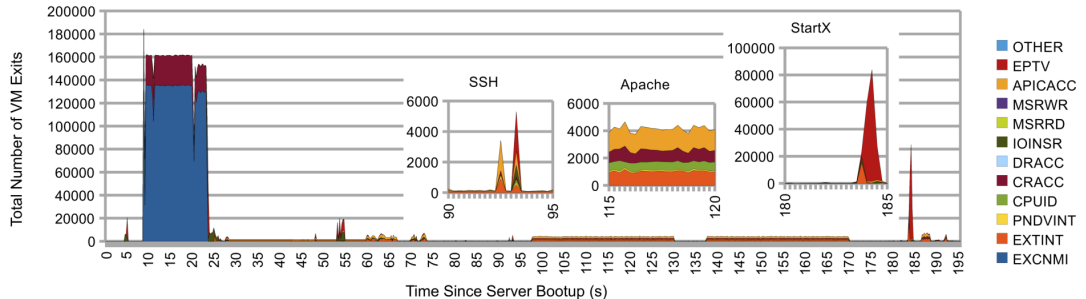 Total Number of VM Exits
200000
180000
160000
140000
120000
100000
80000
60000
40000
20000
0
0 5 10 15 20 25 30 35 40 45 50 55 60 65 70 75 80 85 90 95 100 105 110 115 120 125 130 135 140 145 150 155 160 165 170 175 180 185 190 195
Time Since Server Bootup (s)
SSH
6000
4000
2000
0
90 95
Apache
6000
4000
2000
0
115 120
StartX
100000
80000
60000
40000
20000
0
180 185
OTHER
EPTV
APICACC
MSRWR
MSRRD
IOINSR
DRACC
CRACC
CPUID
PNDVINT
EXTINT
EXCNMI